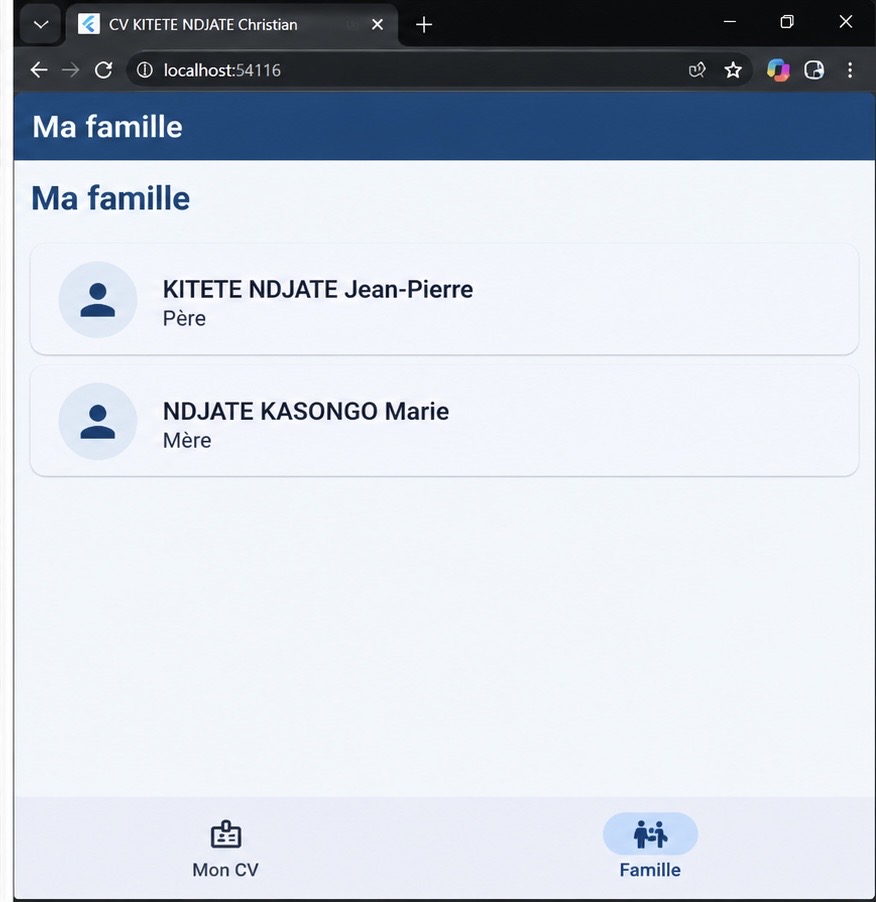 CV KITETE NDJATE Christian
localhost:54116
Ma famille
Ma famille
KITETE NDJATE Jean-Pierre
Père
NDJATE KASONGO Marie
Mère
Mon CV
Famille